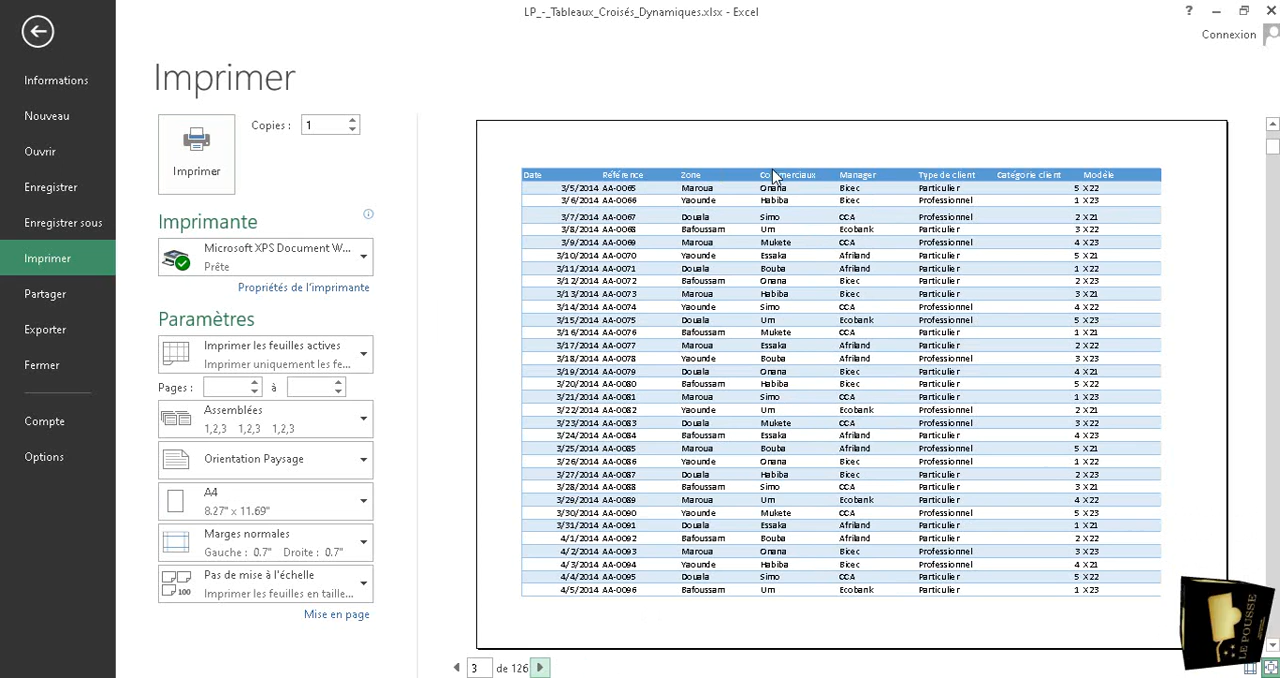 LP_-_Tableaux_Croisés_Dynamiques.xlsx - Excel
?
Connexion
Informations
Nouveau
Ouvrir
Enregistrer
Enregistrer sous
Imprimer
Partager
Exporter
Fermer
Compte
Options
Imprimer
Imprimer
Copies : 1
Imprimante
Microsoft XPS Document W...
Prête
Propriétés de l'imprimante
Paramètres
Imprimer les feuilles actives
Imprimer uniquement les fe...
Pages : à
Assemblées
1,2,3 1,2,3 1,2,3
Orientation Paysage
A4
8.27" x 11.69"
Marges normales
Gauche : 0.7" Droite : 0.7"
Pas de mise à l'échelle
100
Imprimer les feuilles en taille...
Mise en page
Date Référence Zone Commerciaux Manager Type de client Catégorie client Modèle
3/5/2014 AA-0065 Maroua Onana Bicec Particulier 5 X22
3/6/2014 AA-0066 Yaounde Habiba Bicec Professionnel 1 X23
3/7/2014 AA-0067 Douala Simo CCA Professionnel 2 X21
3/8/2014 AA-0068 Bafoussam Um Ecobank Particulier 3 X22
3/9/2014 AA-0069 Maroua Mukete CCA Professionnel 4 X23
3/10/2014 AA-0070 Yaounde Essaka Afriland Particulier 5 X21
3/11/2014 AA-0071 Douala Bouba Afriland Particulier 1 X22
3/12/2014 AA-0072 Bafoussam Onana Bicec Particulier 2 X23
3/13/2014 AA-0073 Maroua Habiba Bicec Particulier 3 X21
3/14/2014 AA-0074 Yaounde Simo CCA Professionnel 4 X22
3/15/2014 AA-0075 Douala Um Ecobank Particulier 5 X23
3/16/2014 AA-0076 Bafoussam Mukete CCA Particulier 1 X21
3/17/2014 AA-0077 Maroua Essaka Afriland Particulier 2 X22
3/18/2014 AA-0078 Yaounde Bouba Afriland Professionnel 3 X23
3/19/2014 AA-0079 Douala Onana Bicec Particulier 4 X21
3/20/2014 AA-0080 Bafoussam Habiba Bicec Particulier 5 X22
3/21/2014 AA-0081 Maroua Simo CCA Particulier 1 X23
3/22/2014 AA-0082 Yaounde Um Ecobank Professionnel 2 X21
3/23/2014 AA-0083 Douala Mukete CCA Professionnel 3 X22
3/24/2014 AA-0084 Bafoussam Essaka Afriland Particulier 4 X23
3/25/2014 AA-0085 Maroua Bouba Afriland Professionnel 5 X21
3/26/2014 AA-0086 Yaounde Onana Bicec Professionnel 1 X22
3/27/2014 AA-0087 Douala Habiba Bicec Particulier 2 X23
3/28/2014 AA-0088 Bafoussam Simo CCA Particulier 3 X21
3/29/2014 AA-0089 Maroua Um Ecobank Professionnel 4 X22
3/30/2014 AA-0090 Yaounde Mukete CCA Professionnel 5 X23
3/31/2014 AA-0091 Douala Essaka Afriland Particulier 1 X21
4/1/2014 AA-0092 Bafoussam Bouba Afriland Particulier 2 X22
4/2/2014 AA-0093 Maroua Onana Bicec Professionnel 3 X23
4/3/2014 AA-0094 Yaounde Habiba Bicec Professionnel 4 X21
4/4/2014 AA-0095 Douala Simo CCA Particulier 5 X22
4/5/2014 AA-0096 Bafoussam Um Ecobank Particulier 1 X23
3 de 126
LE POUSSE